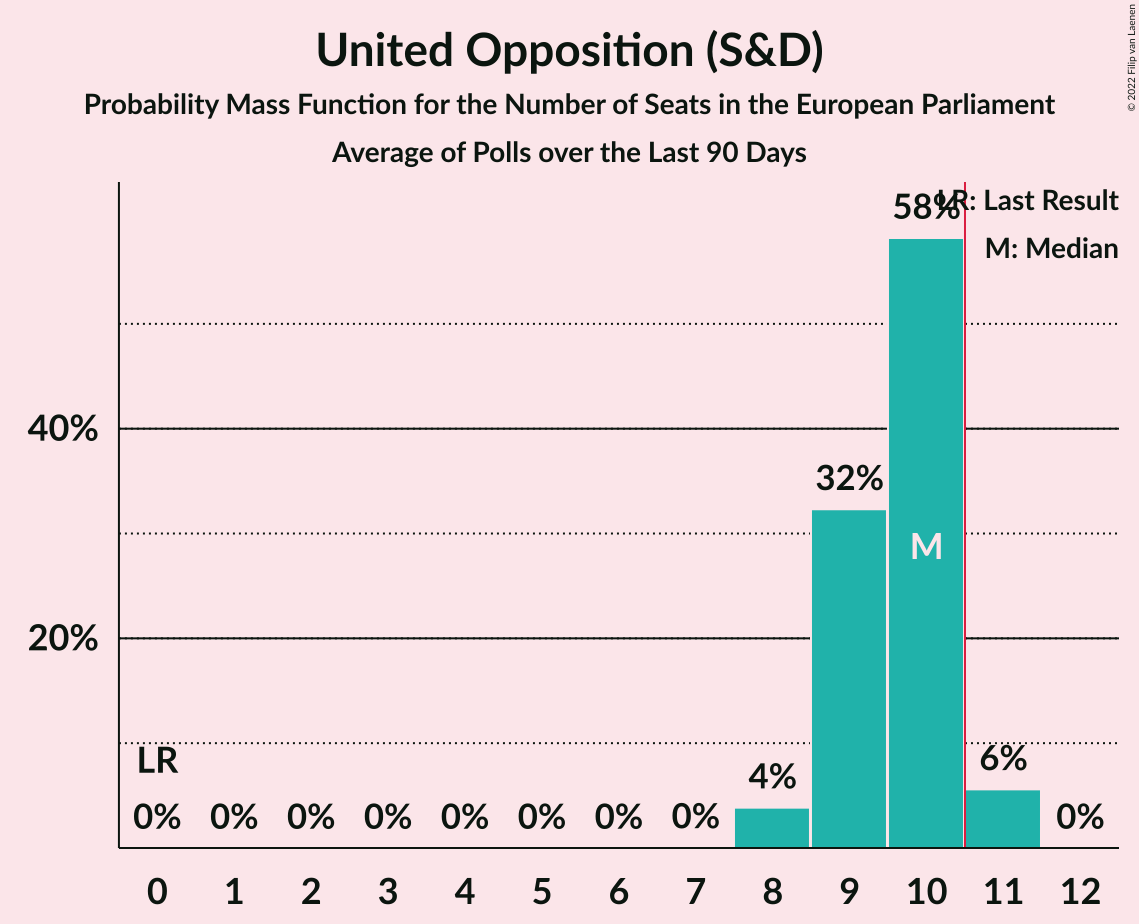 United Opposition (S&D)
Probability Mass Function for the Number of Seats in the European Parliament
Average of Polls over the Last 90 Days
© 2022 Filip van Laenen
58%
LR: Last Result
M: Median
40%
32%
M
20%
LR
0% 0% 0% 0% 0% 0% 0% 0% 4% 6% 0%
0 1 2 3 4 5 6 7 8 9 10 11 12